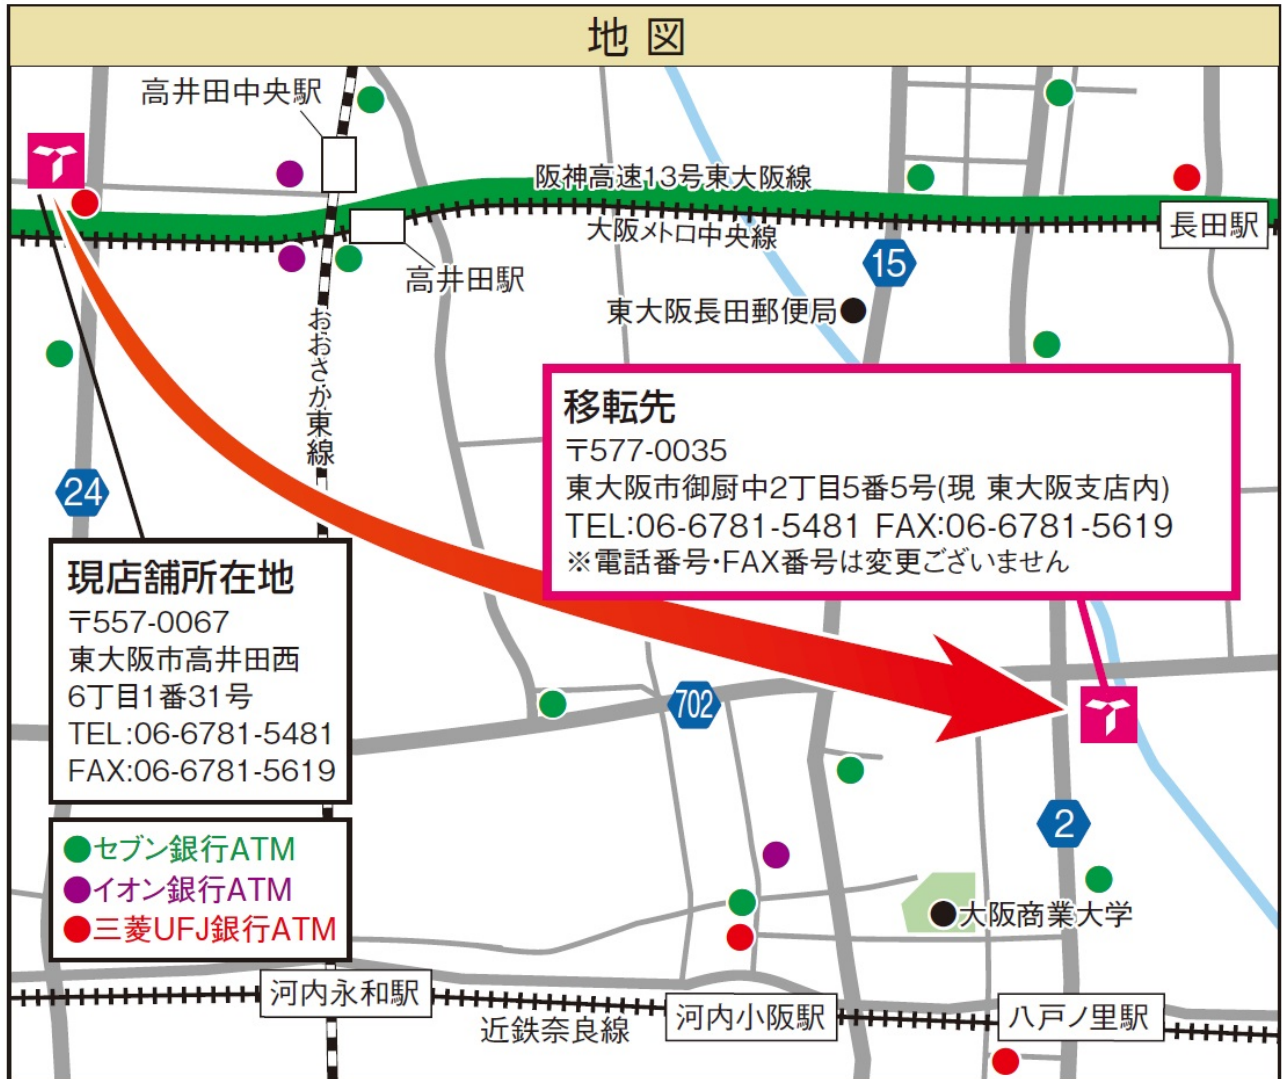 地図
高井田中央駅
阪神高速13号東大阪線
大阪メトロ中央線
長田駅
高井田駅
15
東大阪長田郵便局
おおさか東線
移転先
〒577-0035
東大阪市御厨中2丁目5番5号(現 東大阪支店内)
TEL:06-6781-5481 FAX:06-6781-5619
※電話番号・FAX番号は変更ございません
24
現店舗所在地
〒557-0067
東大阪市高井田西
6丁目1番31号
TEL:06-6781-5481
FAX:06-6781-5619
702
2
セブン銀行ATM
イオン銀行ATM
三菱UFJ銀行ATM
大阪商業大学
河内永和駅
近鉄奈良線
河内小阪駅
八戸ノ里駅